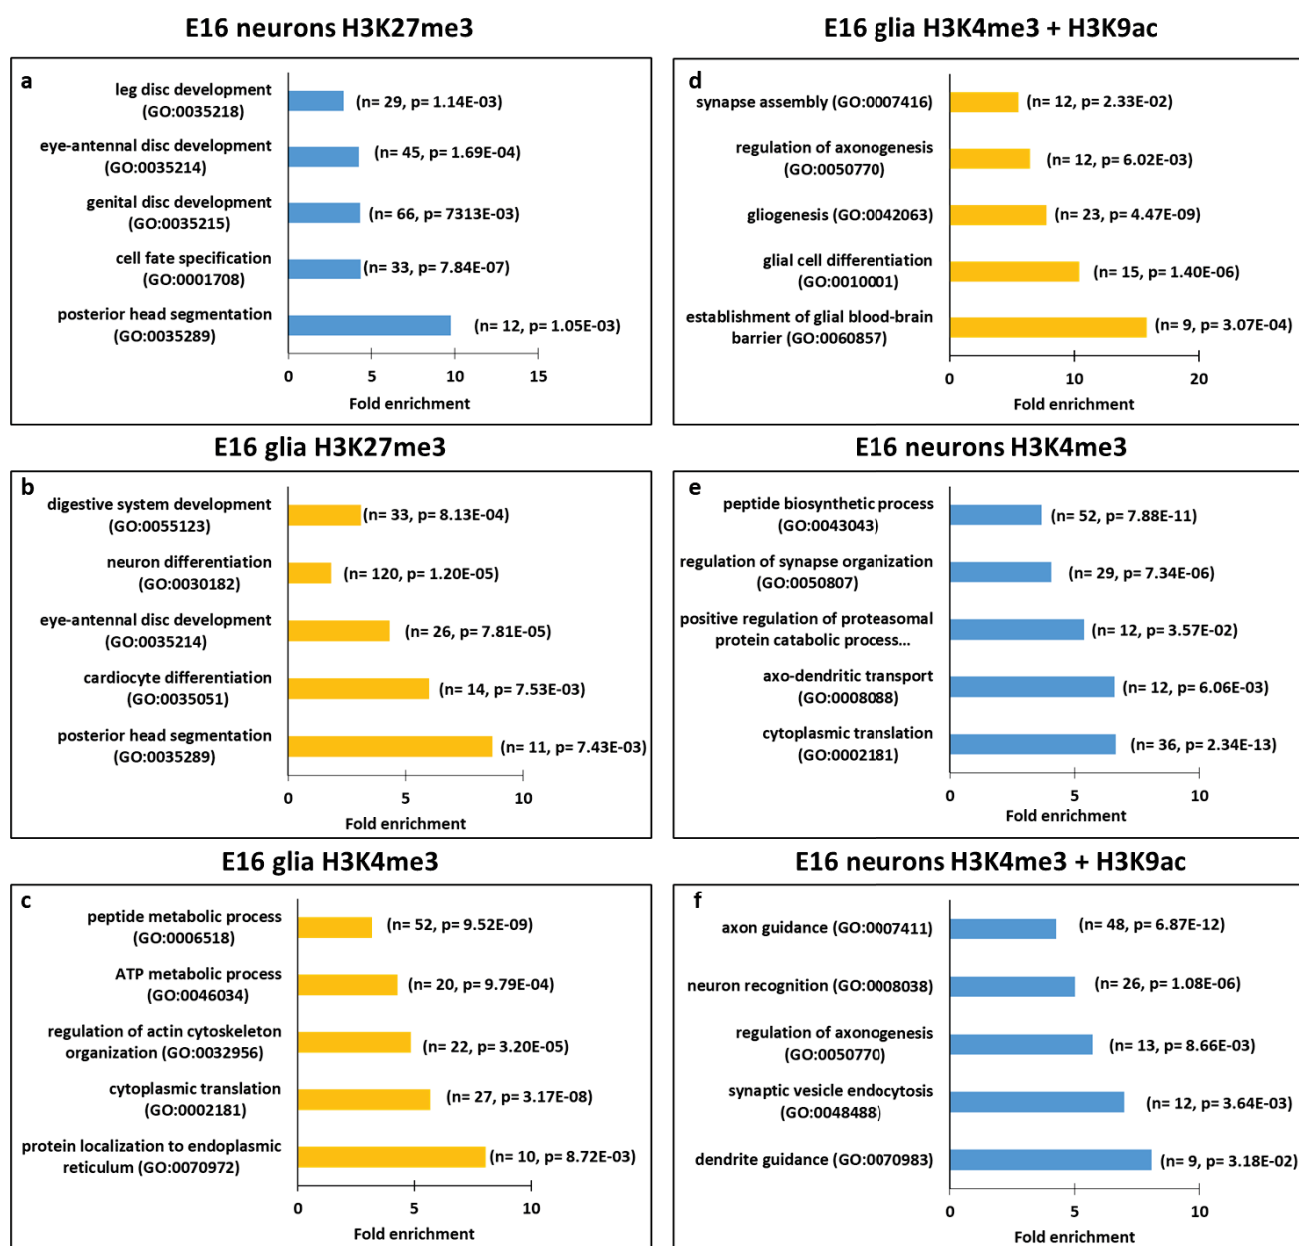 E16 neurons H3K27me3
a
leg disc development
(GO:0035218)
(n= 29, p= 1.14E-03)
eye-antennal disc development
(GO:0035214)
(n= 45, p= 1.69E-04)
genital disc development
(GO:0035215)
(n= 66, p= 7313E-03)
cell fate specification
(GO:0001708)
(n= 33, p= 7.84E-07)
posterior head segmentation
(GO:0035289)
(n= 12, p= 1.05E-03)
0 5 10 15
Fold enrichment
E16 glia H3K27me3
b
digestive system development
(GO:0055123)
(n= 33, p= 8.13E-04)
neuron differentiation
(GO:0030182)
(n= 120, p= 1.20E-05)
eye-antennal disc development
(GO:0035214)
(n= 26, p= 7.81E-05)
cardiocyte differentiation
(GO:0035051)
(n= 14, p= 7.53E-03)
posterior head segmentation
(GO:0035289)
(n= 11, p= 7.43E-03)
0 5 10
Fold enrichment
E16 glia H3K4me3
c
peptide metabolic process
(GO:0006518)
(n= 52, p= 9.52E-09)
ATP metabolic process
(GO:0046034)
(n= 20, p= 9.79E-04)
regulation of actin cytoskeleton
organization (GO:0032956)
(n= 22, p= 3.20E-05)
cytoplasmic translation
(GO:0002181)
(n= 27, p= 3.17E-08)
protein localization to endoplasmic
reticulum (GO:0070972)
(n= 10, p= 8.72E-03)
0 5 10
Fold enrichment
E16 glia H3K4me3 + H3K9ac
d
synapse assembly (GO:0007416)
(n= 12, p= 2.33E-02)
regulation of axonogenesis
(GO:0050770)
(n= 12, p= 6.02E-03)
gliogenesis (GO:0042063)
(n= 23, p= 4.47E-09)
glial cell differentiation
(GO:0010001)
(n= 15, p= 1.40E-06)
establishment of glial blood-brain
barrier (GO:0060857)
(n= 9, p= 3.07E-04)
0 10 20
Fold enrichment
E16 neurons H3K4me3
e
peptide biosynthetic process
(GO:0043043)
(n= 52, p= 7.88E-11)
regulation of synapse organization
(GO:0050807)
(n= 29, p= 7.34E-06)
positive regulation of proteasomal
protein catabolic process...
(n= 12, p= 3.57E-02)
axo-dendritic transport
(GO:0008088)
(n= 12, p= 6.06E-03)
cytoplasmic translation
(GO:0002181)
(n= 36, p= 2.34E-13)
0 5 10
Fold enrichment
E16 neurons H3K4me3 + H3K9ac
f
axon guidance (GO:0007411)
(n= 48, p= 6.87E-12)
neuron recognition (GO:0008038)
(n= 26, p= 1.08E-06)
regulation of axonogenesis
(GO:0050770)
(n= 13, p= 8.66E-03)
synaptic vesicle endocytosis
(GO:0048488)
(n= 12, p= 3.64E-03)
dendrite guidance (GO:0070983)
(n= 9, p= 3.18E-02)
0 5 10
Fold enrichment